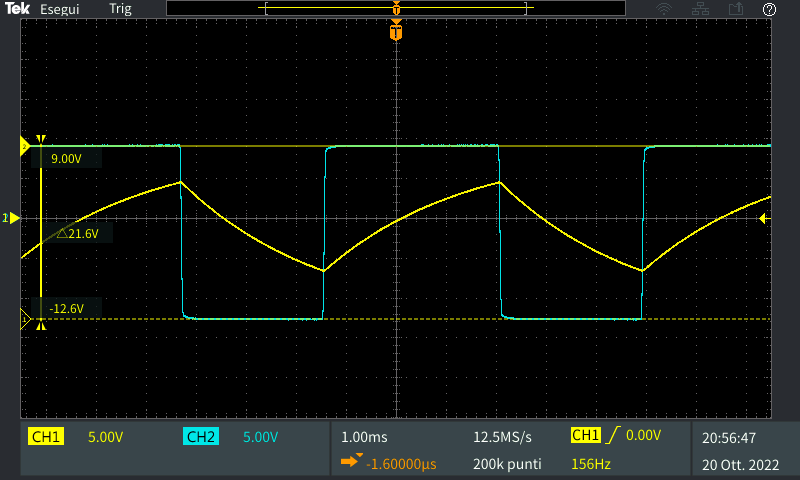 Tek Esegui Trig
T
?
T
2
9.00V
△21.6V
-12.6V
1
CH1 5.00V CH2 5.00V 1.00ms 12.5MS/s CH1 0.00V 20:56:47
-1.60000µs 200k punti 156Hz 20 Ott. 2022